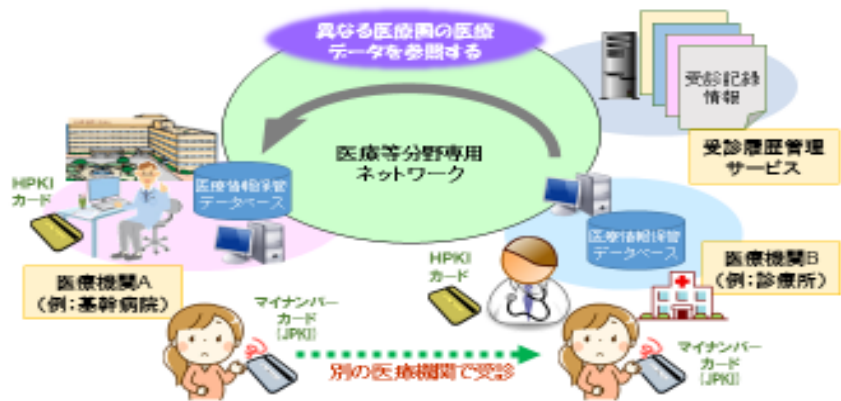 異なる医療圏の医療
データを参照する
受診記録
情報
受診履歴管理
サービス
医療等分野専用
ネットワーク
HPKI
カード
医療情報保管
データベース
医療機関A
(例:基幹病院)
HPKI
カード
医療情報保管
データベース
医療機関B
(例:診療所)
マイナンバー
カード
(JPKI)
別の医療機関で受診
マイナンバー
カード
(JPKI)